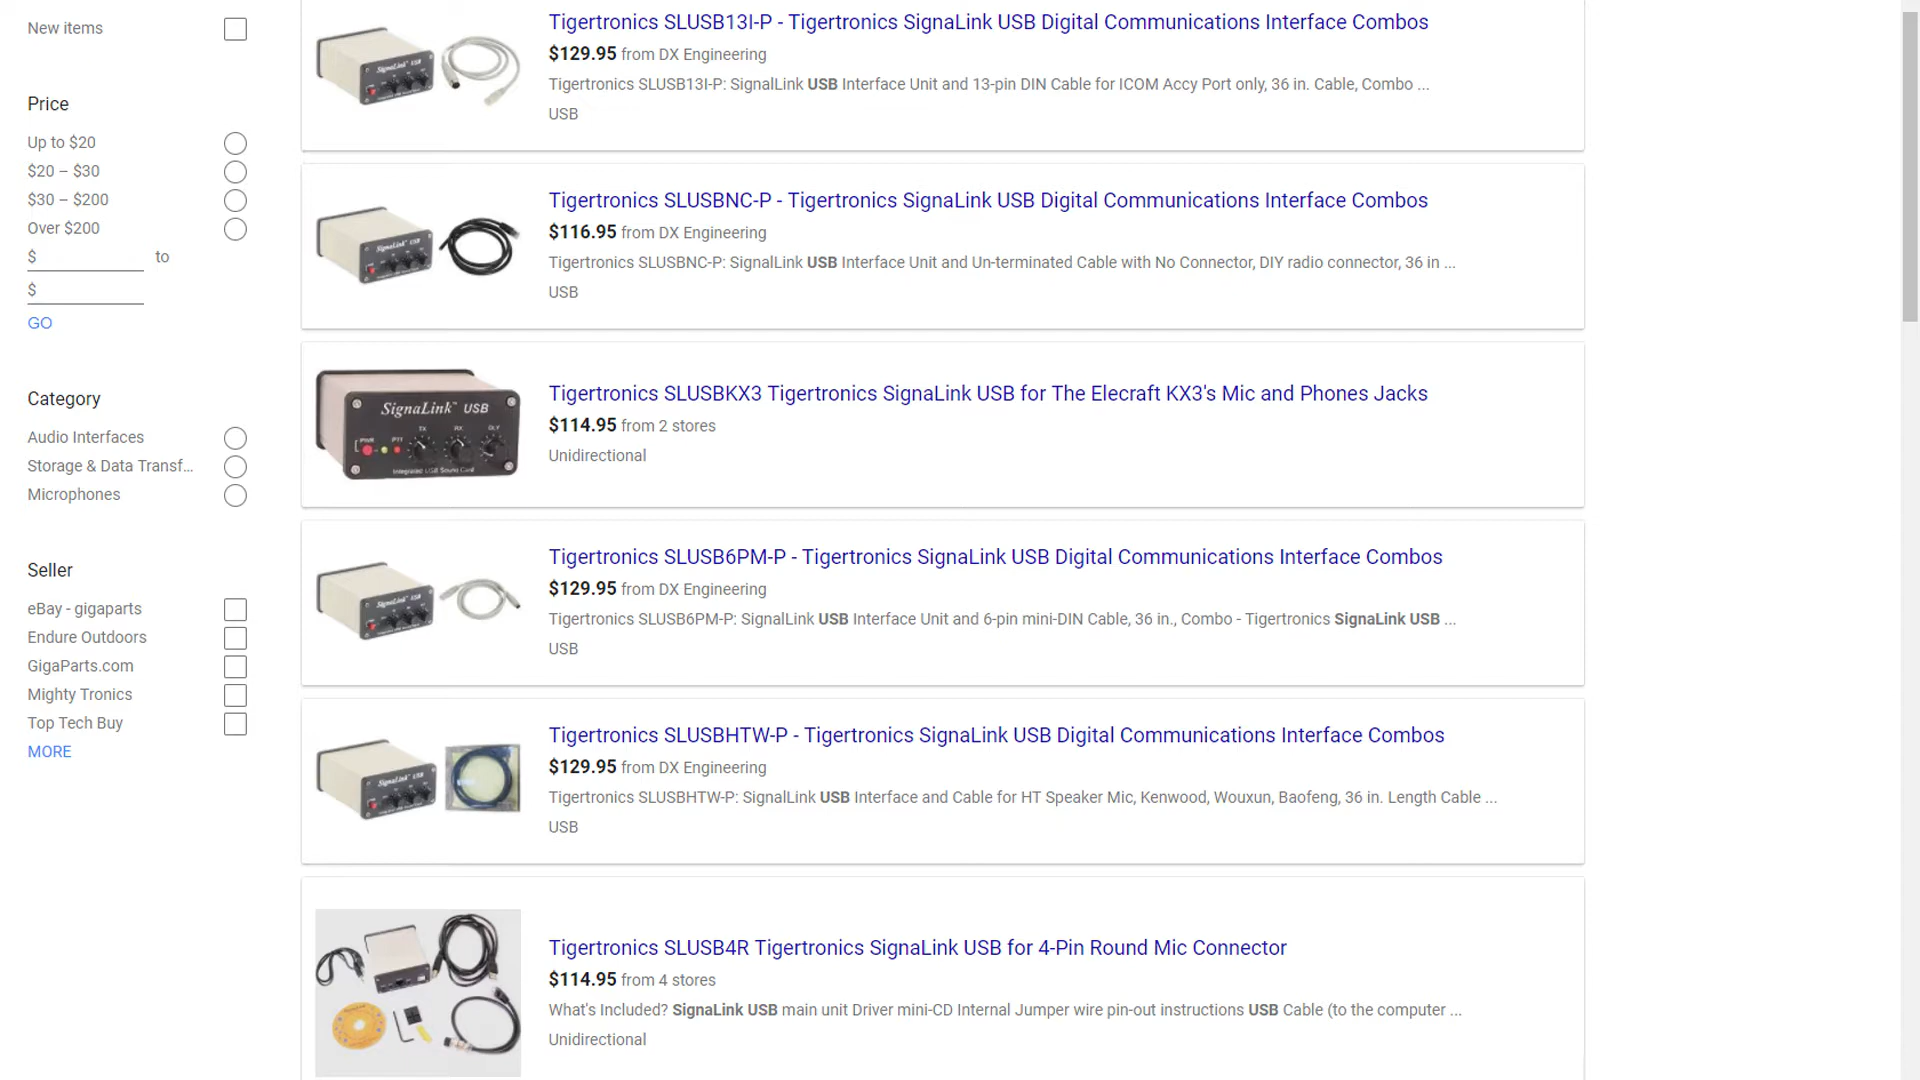 New items
Price
Up to $20
$20 – $30
$30 – $200
Over $200
$ to
$
GO
Category
Audio Interfaces
Storage & Data Transf...
Microphones
Seller
eBay - gigaparts
Endure Outdoors
GigaParts.com
Mighty Tronics
Top Tech Buy
MORE
Tigertronics SLUSB13I-P - Tigertronics SignaLink USB Digital Communications Interface Combos
$129.95 from DX Engineering
Tigertronics SLUSB13I-P: SignalLink USB Interface Unit and 13-pin DIN Cable for ICOM Accy Port only, 36 in. Cable, Combo ...
USB
Tigertronics SLUSBNC-P - Tigertronics SignaLink USB Digital Communications Interface Combos
$116.95 from DX Engineering
Tigertronics SLUSBNC-P: SignalLink USB Interface Unit and Un-terminated Cable with No Connector, DIY radio connector, 36 in ...
USB
SignaLink™ USB
PWR PTT TX RX DLY
Integrated USB Sound Card
Tigertronics SLUSBKX3 Tigertronics SignaLink USB for The Elecraft KX3's Mic and Phones Jacks
$114.95 from 2 stores
Unidirectional
Tigertronics SLUSB6PM-P - Tigertronics SignaLink USB Digital Communications Interface Combos
$129.95 from DX Engineering
Tigertronics SLUSB6PM-P: SignalLink USB Interface Unit and 6-pin mini-DIN Cable, 36 in., Combo - Tigertronics SignaLink USB ...
USB
Tigertronics SLUSBHTW-P - Tigertronics SignaLink USB Digital Communications Interface Combos
$129.95 from DX Engineering
Tigertronics SLUSBHTW-P: SignalLink USB Interface and Cable for HT Speaker Mic, Kenwood, Wouxun, Baofeng, 36 in. Length Cable ...
USB
Tigertronics SLUSB4R Tigertronics SignaLink USB for 4-Pin Round Mic Connector
$114.95 from 4 stores
What's Included? SignaLink USB main unit Driver mini-CD Internal Jumper wire pin-out instructions USB Cable (to the computer ...
Unidirectional